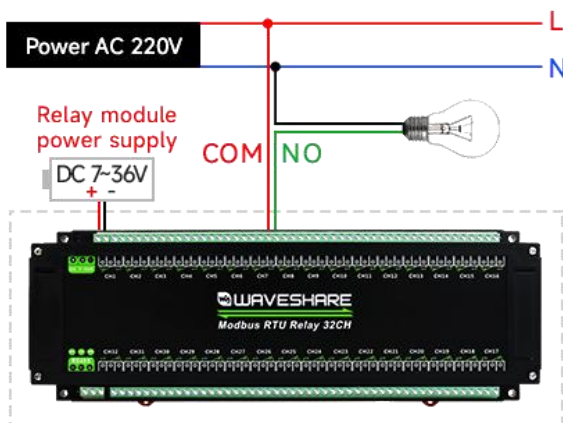 L
Power AC 220V
N
Relay module
power supply
COM NO
DC 7~36V
+ -
CH1 CH2 CH3 CH4 CH5 CH6 CH7 CH8 CH9 CH10 CH11 CH12 CH13 CH14 CH15 CH16
WAVESHARE
Modbus RTU Relay 32CH
CH32 CH31 CH30 CH29 CH28 CH27 CH26 CH25 CH24 CH23 CH22 CH21 CH20 CH19 CH18 CH17
RS485